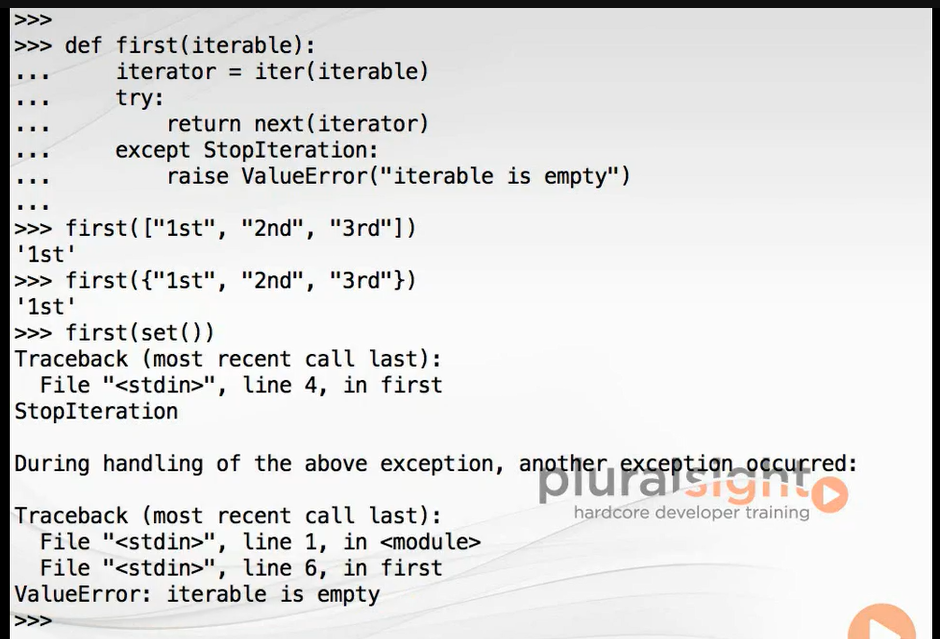 >>>
>>> def first(iterable):
...     iterator = iter(iterable)
...     try:
...         return next(iterator)
...     except StopIteration:
...         raise ValueError("iterable is empty")
...
>>> first(["1st", "2nd", "3rd"])
'1st'
>>> first({"1st", "2nd", "3rd"})
'1st'
>>> first(set())
Traceback (most recent call last):
  File "<stdin>", line 4, in first
StopIteration

During handling of the above exception, another exception occurred:
pluralsight
hardcore developer training

Traceback (most recent call last):
  File "<stdin>", line 1, in <module>
  File "<stdin>", line 6, in first
ValueError: iterable is empty
>>>